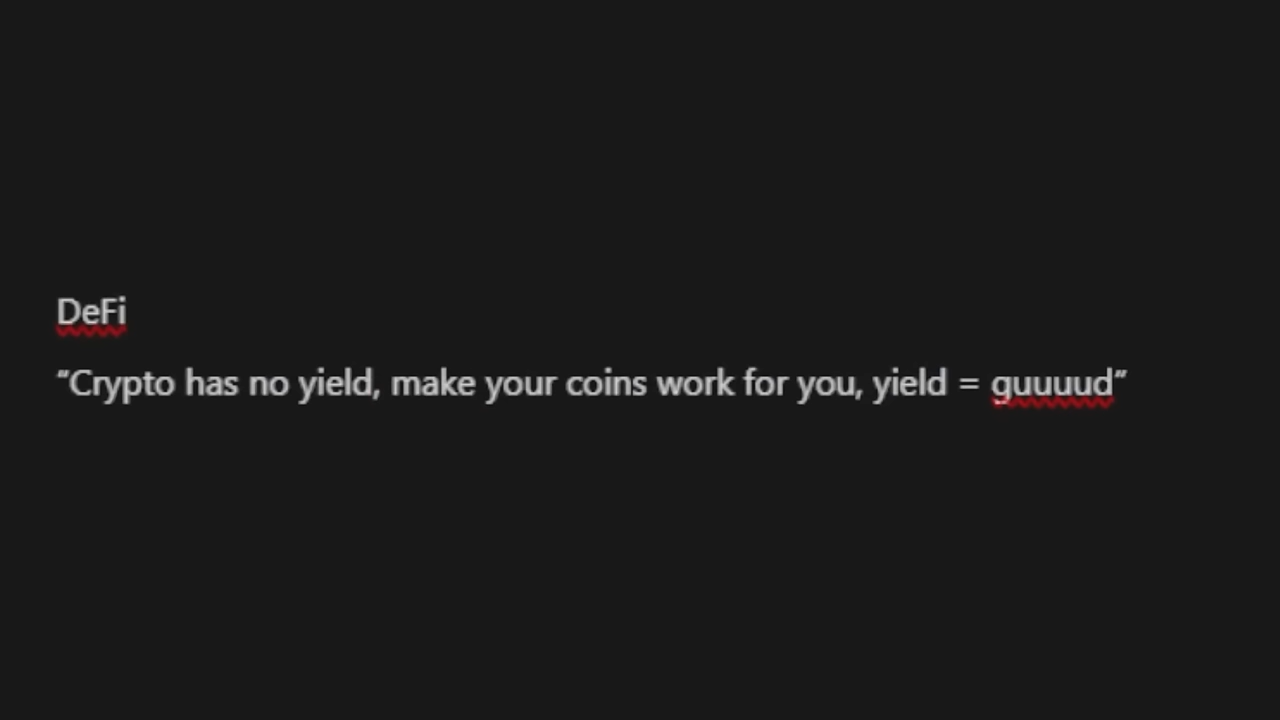 DeFi
“Crypto has no yield, make your coins work for you, yield = guuuud”